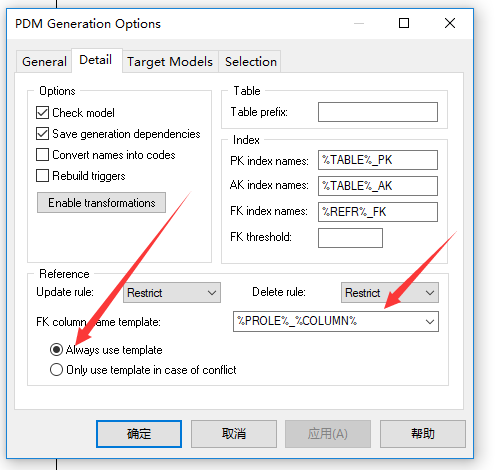 PDM Generation Options
General Detail Target Models Selection
Options
Check model
Save generation dependencies
Convert names into codes
Rebuild triggers
Enable transformations
Table
Table prefix:
Index
PK index names: %TABLE%_PK
AK index names: %TABLE%_AK
FK index names: %REFR%_FK
FK threshold:
Reference
Update rule: Restrict Delete rule: Restrict
FK column name template: %PROLE%_%COLUMN%
Always use template
Only use template in case of conflict
确定 取消 应用(A) 帮助